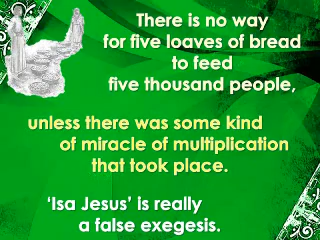 There is no way
for five loaves of bread
to feed
five thousand people,
unless there was some kind
of miracle of multiplication
that took place.
‘Isa Jesus’ is really
a false exegesis.